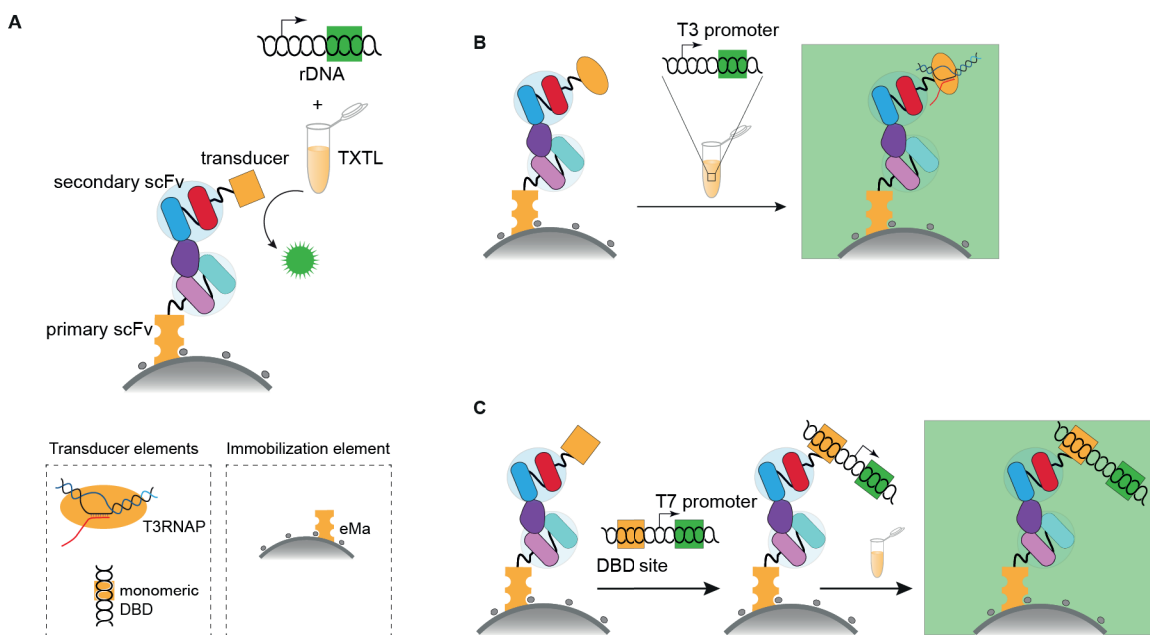 A
rDNA
+
TXTL
transducer
secondary scFv
primary scFv
Transducer elements
T3RNAP
monomeric
DBD
Immobilization element
eMa
B
T3 promoter
C
T7 promoter
DBD site